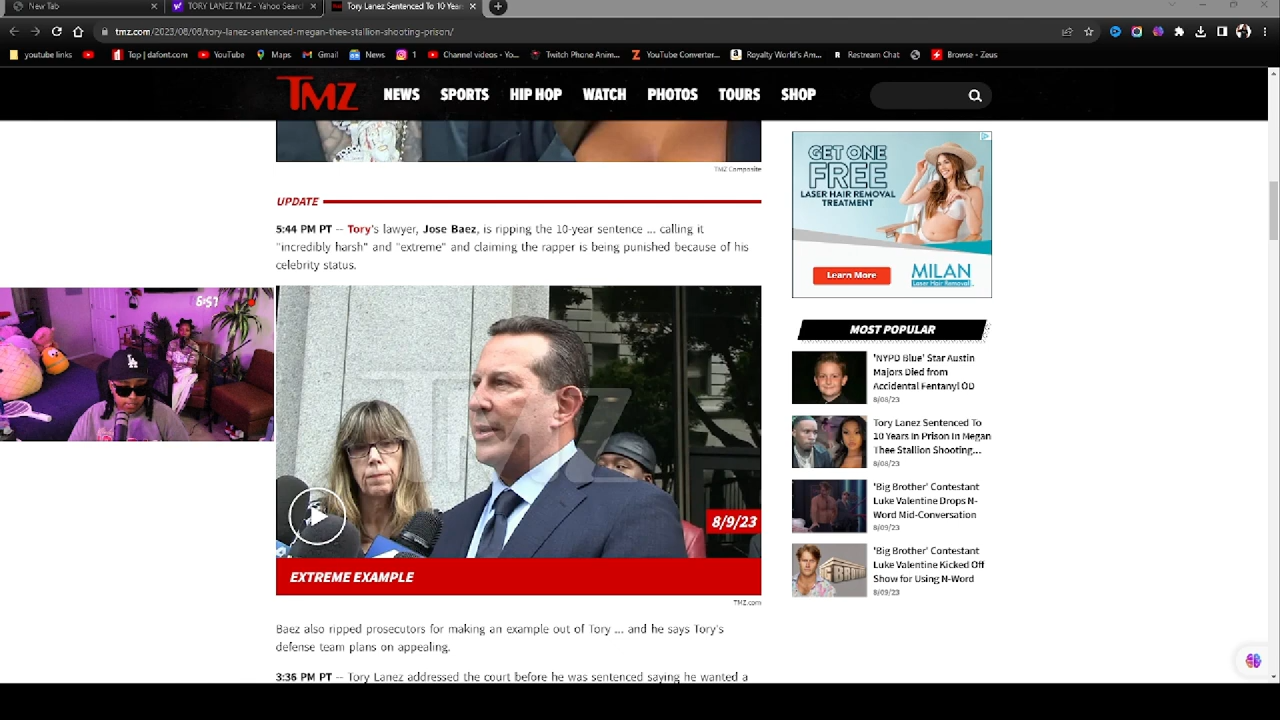 New Tab
TORY LANEZ TMZ - Yahoo Searc
Tory Lanez Sentenced To 10 Years
tmz.com/2023/08/08/tory-lanez-sentenced-megan-thee-stallion-shooting-prison/
youtube links
Top | dafont.com
YouTube
Maps
Gmail
News
1
Channel videos - Yo...
Twitch Phone Anim...
YouTube Converter...
Royalty World's Am...
Restream Chat
Browse - Zeus
TMZ
NEWS SPORTS HIP HOP WATCH PHOTOS TOURS SHOP
TMZ Composite
UPDATE
5:44 PM PT -- Tory's lawyer, Jose Baez, is ripping the 10-year sentence ... calling it
"incredibly harsh" and "extreme" and claiming the rapper is being punished because of his
celebrity status.
TMZ
8/9/23
EXTREME EXAMPLE
TMZ.com
Baez also ripped prosecutors for making an example out of Tory ... and he says Tory's
defense team plans on appealing.
3:36 PM PT -- Tory Lanez addressed the court before he was sentenced saying he wanted a
GET ONE
FREE
LASER HAIR REMOVAL
TREATMENT
Learn More
MILAN
Laser Hair Removal
MOST POPULAR
'NYPD Blue' Star Austin
Majors Died from
Accidental Fentanyl OD
8/08/23
Tory Lanez Sentenced To
10 Years In Prison In Megan
Thee Stallion Shooting...
8/08/23
'Big Brother' Contestant
Luke Valentine Drops N-
Word Mid-Conversation
8/09/23
'Big Brother' Contestant
Luke Valentine Kicked Off
Show for Using N-Word
8/09/23
LA